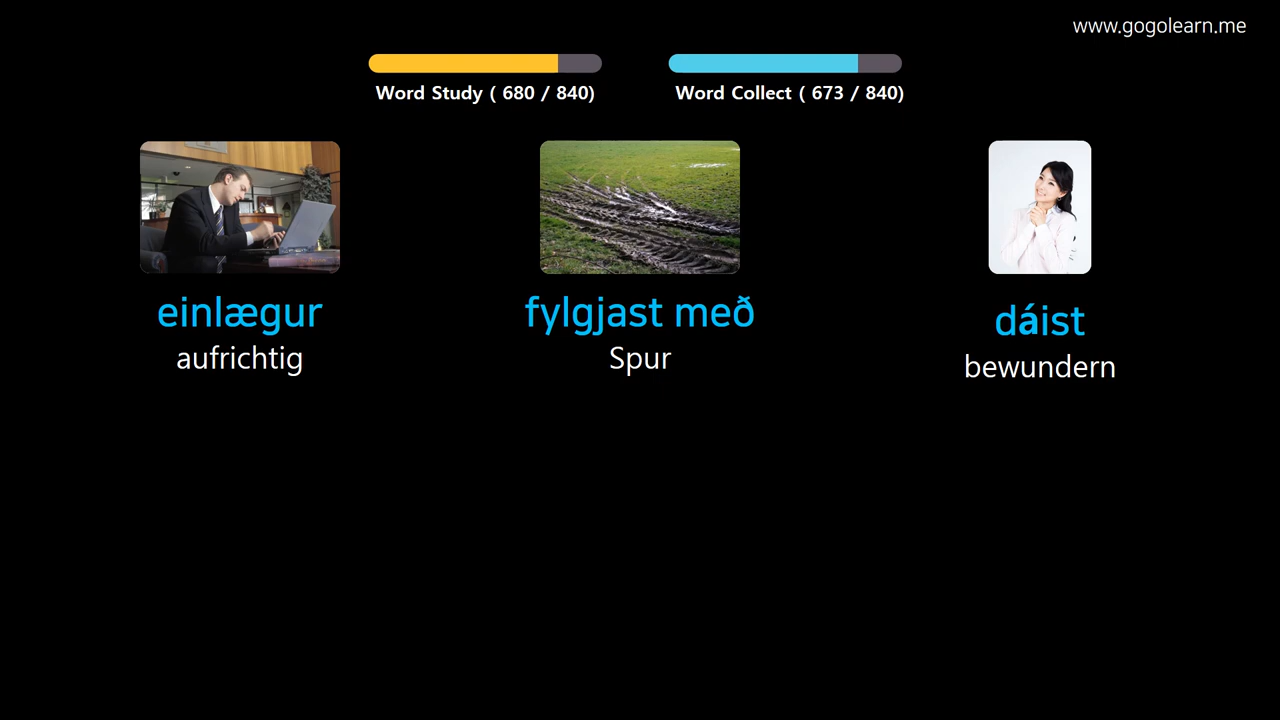 www.gogolearn.me
Word Study ( 680 / 840)
Word Collect ( 673 / 840)
einlægur
aufrichtig
fylgjast með
Spur
dáist
bewundern